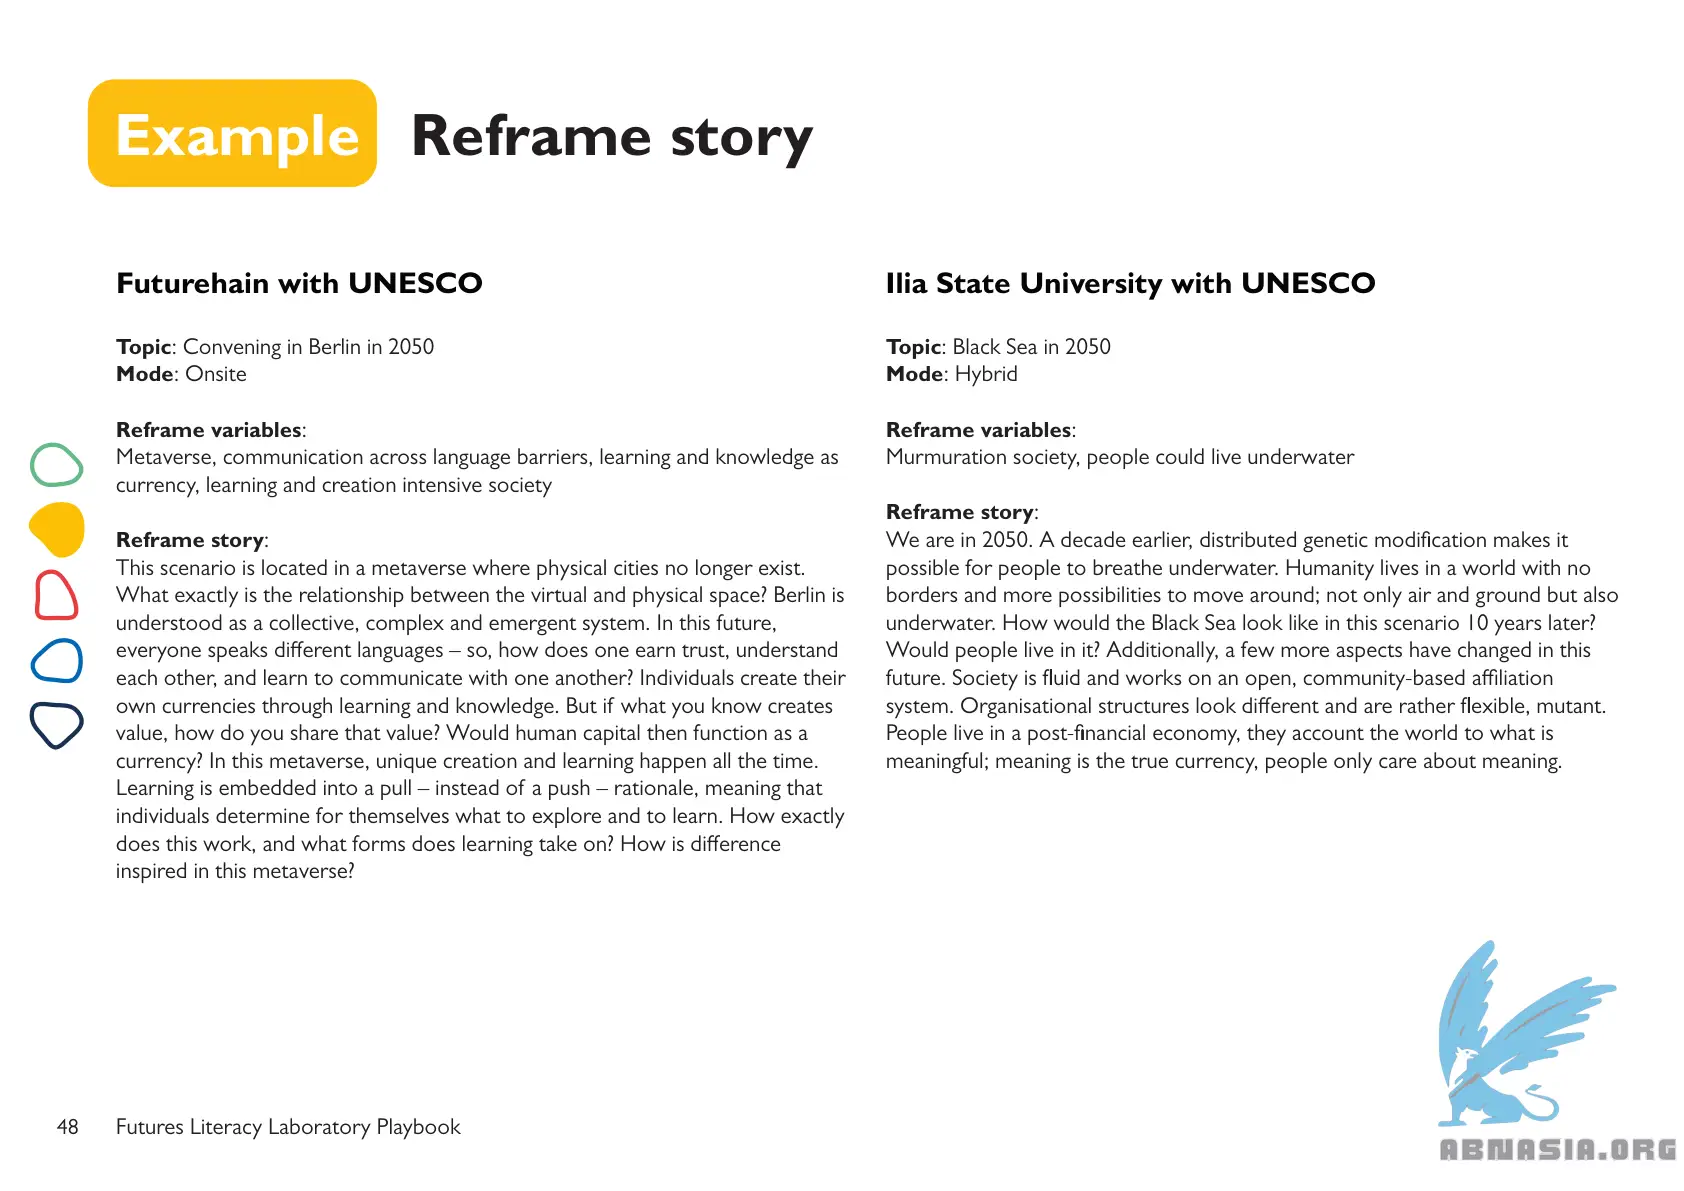 Example Reframe story
Futurehain with UNESCO
Topic: Convening in Berlin in 2050
Mode: Onsite
Reframe variables:
Metaverse, communication across language barriers, learning and knowledge as
currency, learning and creation intensive society
Reframe story:
This scenario is located in a metaverse where physical cities no longer exist.
What exactly is the relationship between the virtual and physical space? Berlin is
understood as a collective, complex and emergent system. In this future,
everyone speaks different languages – so, how does one earn trust, understand
each other, and learn to communicate with one another? Individuals create their
own currencies through learning and knowledge. But if what you know creates
value, how do you share that value? Would human capital then function as a
currency? In this metaverse, unique creation and learning happen all the time.
Learning is embedded into a pull – instead of a push – rationale, meaning that
individuals determine for themselves what to explore and to learn. How exactly
does this work, and what forms does learning take on? How is difference
inspired in this metaverse?
Ilia State University with UNESCO
Topic: Black Sea in 2050
Mode: Hybrid
Reframe variables:
Murmuration society, people could live underwater
Reframe story:
We are in 2050. A decade earlier, distributed genetic modification makes it
possible for people to breathe underwater. Humanity lives in a world with no
borders and more possibilities to move around; not only air and ground but also
underwater. How would the Black Sea look like in this scenario 10 years later?
Would people live in it? Additionally, a few more aspects have changed in this
future. Society is fluid and works on an open, community-based affiliation
system. Organisational structures look different and are rather flexible, mutant.
People live in a post-financial economy, they account the world to what is
meaningful; meaning is the true currency, people only care about meaning.
48 Futures Literacy Laboratory Playbook
ABNASIA.ORG